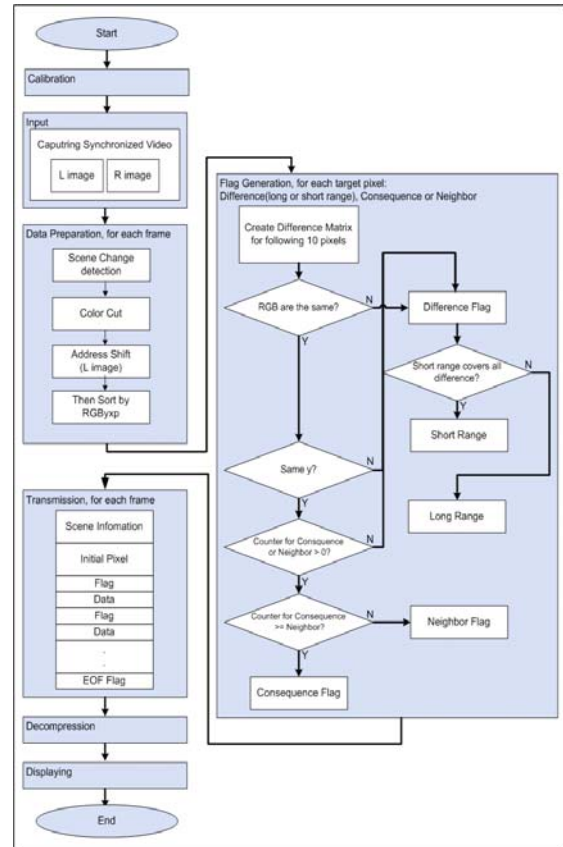 Start
Calibration
Input
Caputring Synchronized Video
L image
R image
Data Preparation, for each frame
Scene Change
detection
Color Cut
Address Shift
(L image)
Then Sort by
RGByxp
Flag Generation, for each target pixel:
Difference(long or short range), Consequence or Neighbor
Create Difference Matrix
for following 10 pixels
RGB are the same?
N
Difference Flag
Y
Short range covers all
difference?
N
Y
Short Range
Same y?
N
Long Range
Y
Counter for Consquence
or Neighbor > 0?
N
Y
Counter for Consequence
>= Neighbor?
N
Neighbor Flag
Y
Consequence Flag
Transmission, for each frame
Scene Infomation
Initial Pixel
Flag
Data
Flag
Data
.
.
EOF Flag
Decompression
Displaying
End